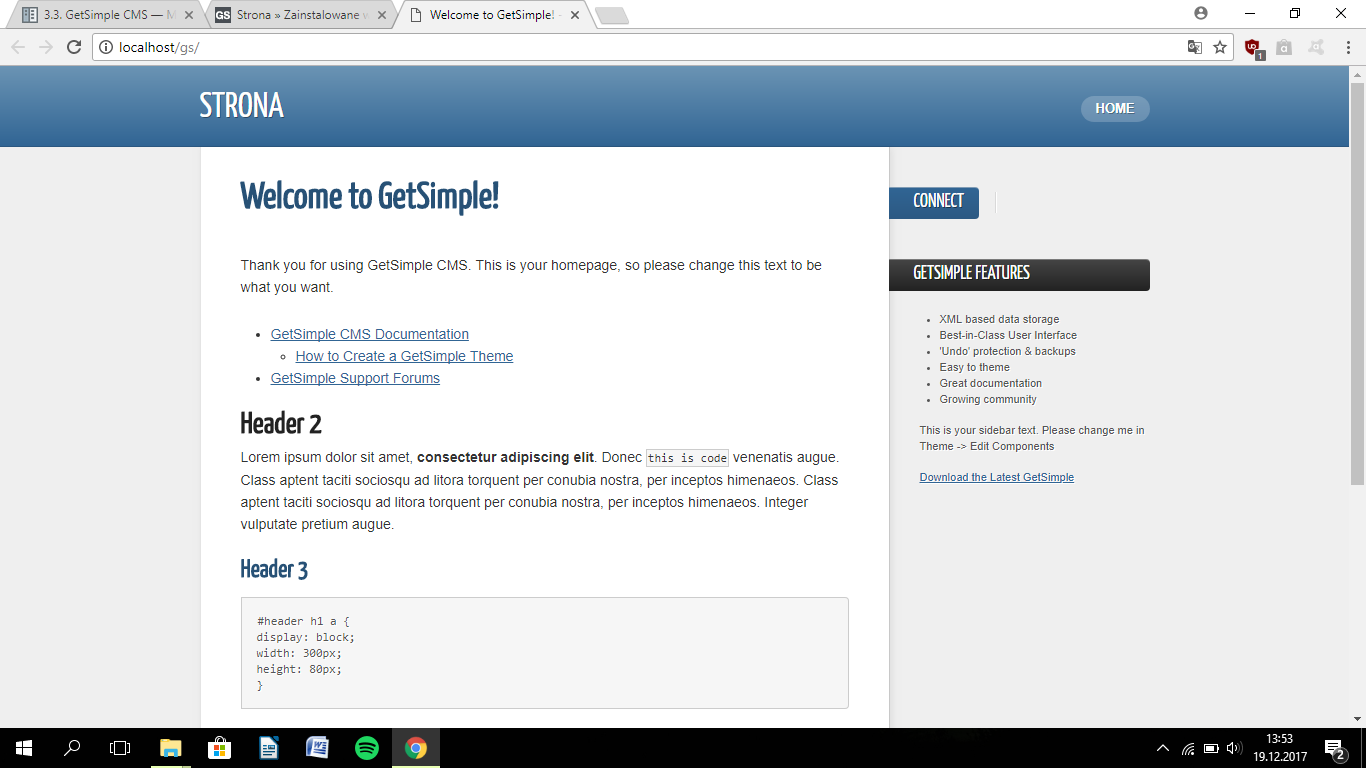 3.3. GetSimple CMS — M
GS Strona » Zainstalowane w
Welcome to GetSimple! -
localhost/gs/
1
STRONA
HOME
Welcome to GetSimple!
Thank you for using GetSimple CMS. This is your homepage, so please change this text to be
what you want.
GetSimple CMS Documentation
How to Create a GetSimple Theme
GetSimple Support Forums
Header 2
Lorem ipsum dolor sit amet, consectetur adipiscing elit. Donec this is code venenatis augue.
Class aptent taciti sociosqu ad litora torquent per conubia nostra, per inceptos himenaeos. Class
aptent taciti sociosqu ad litora torquent per conubia nostra, per inceptos himenaeos. Integer
vulputate pretium augue.
Header 3
#header h1 a {
display: block;
width: 300px;
height: 80px;
}
CONNECT
GETSIMPLE FEATURES
XML based data storage
Best-in-Class User Interface
'Undo' protection & backups
Easy to theme
Great documentation
Growing community
This is your sidebar text. Please change me in
Theme -> Edit Components
Download the Latest GetSimple
13:53
19.12.2017
2